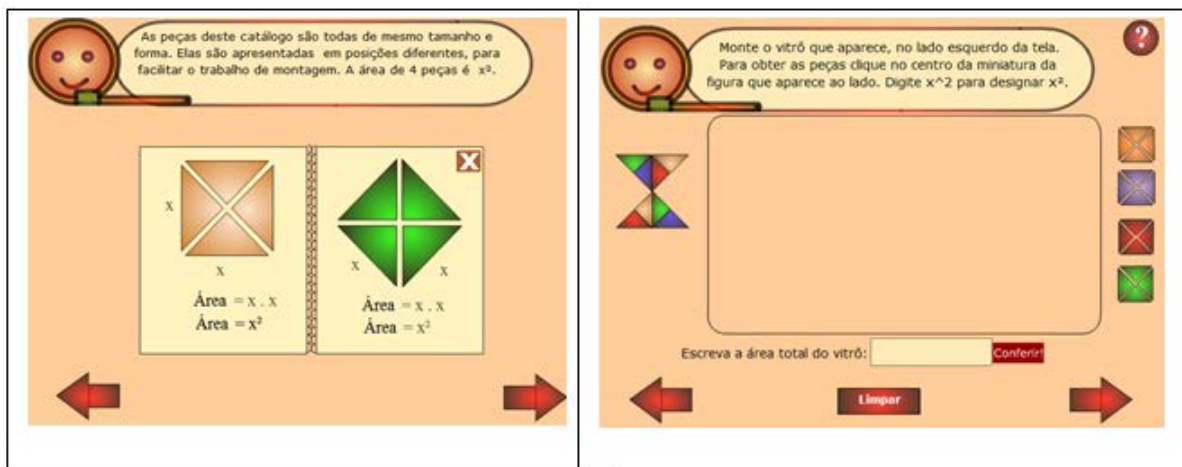 As peças deste catálogo são todas de mesmo tamanho e
forma. Elas são apresentadas em posições diferentes, para
facilitar o trabalho de montagem. A área de 4 peças é x².
X
x
x
Área = x . x
Área = x²
x
x
Área = x . x
Área = x²
Monte o vitrô que aparece, no lado esquerdo da tela.
Para obter as peças clique no centro da miniatura da
figura que aparece ao lado. Digite x^2 para designar x².
?
Escreva a área total do vitrô:
Conferir!
Limpar